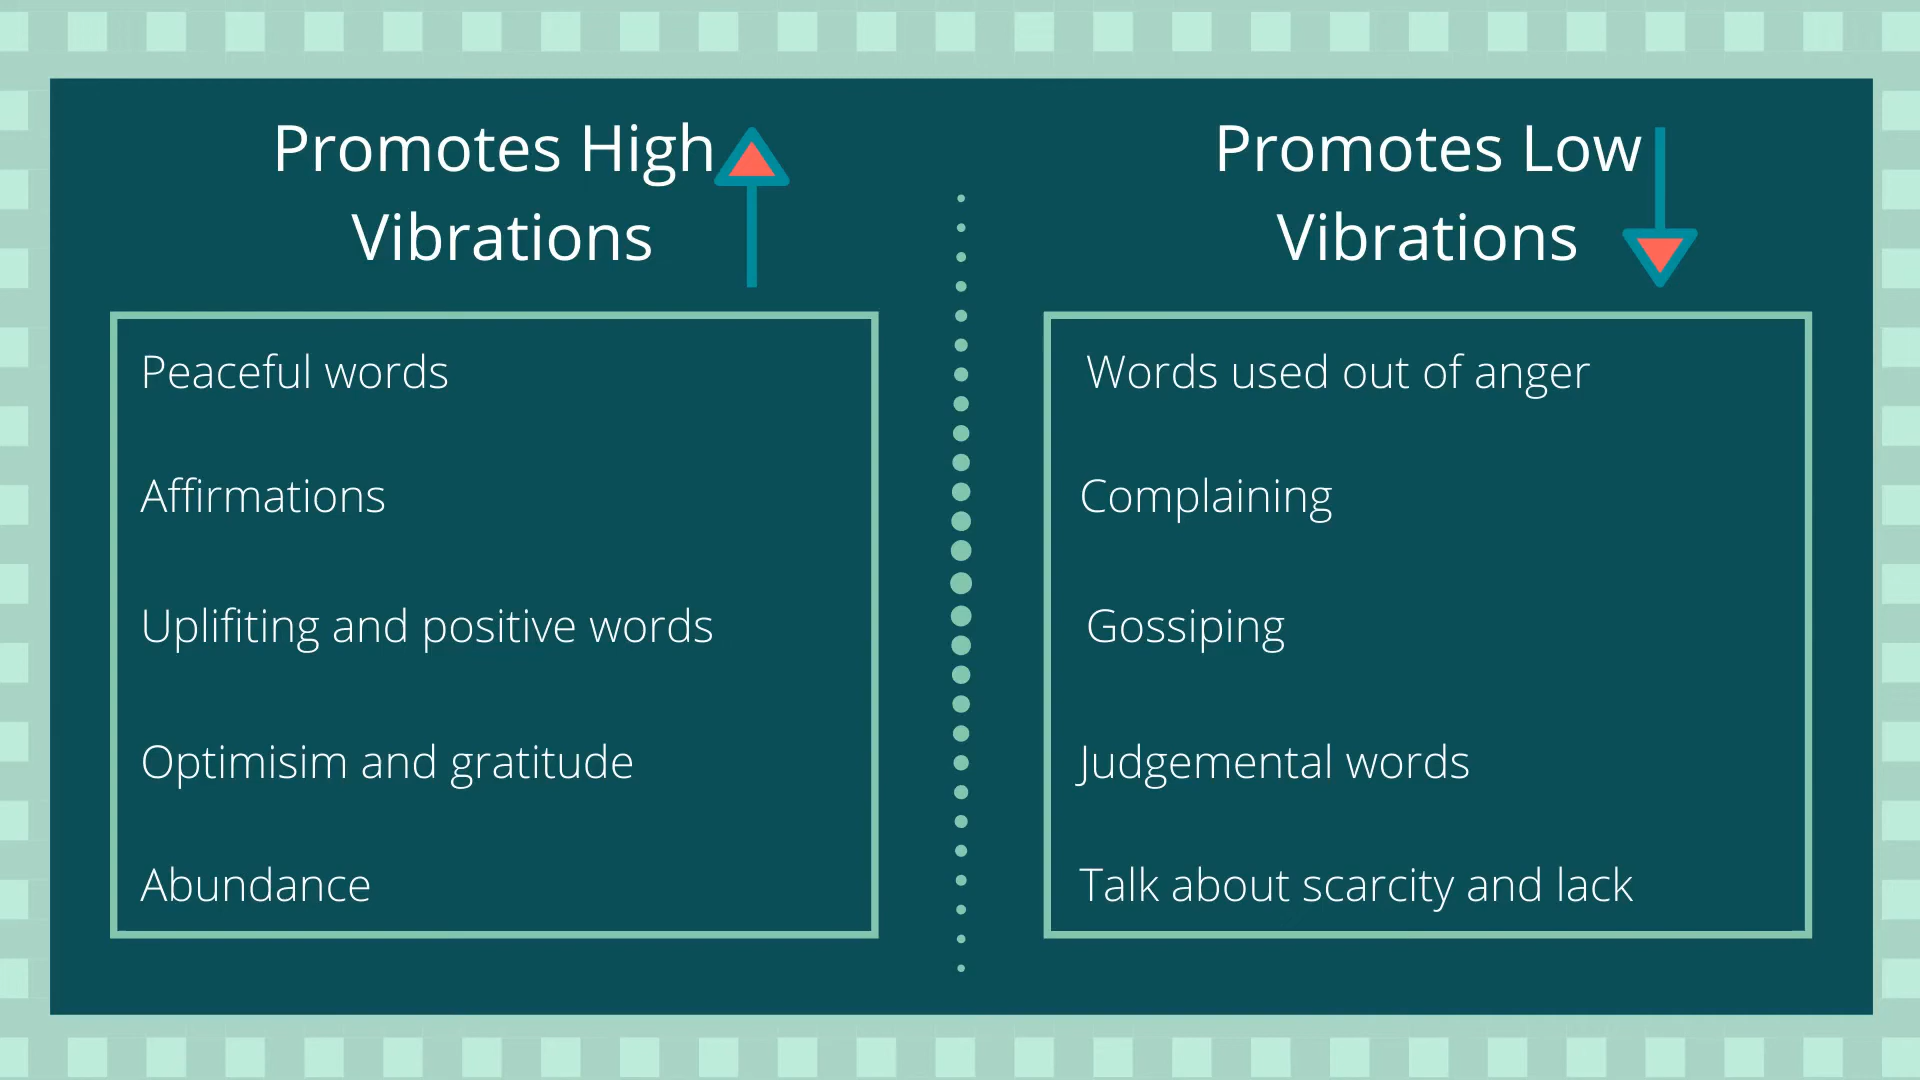 Promotes High
Vibrations
Peaceful words
Affirmations
Uplifiting and positive words
Optimisim and gratitude
Abundance
Promotes Low
Vibrations
Words used out of anger
Complaining
Gossiping
Judgemental words
Talk about scarcity and lack